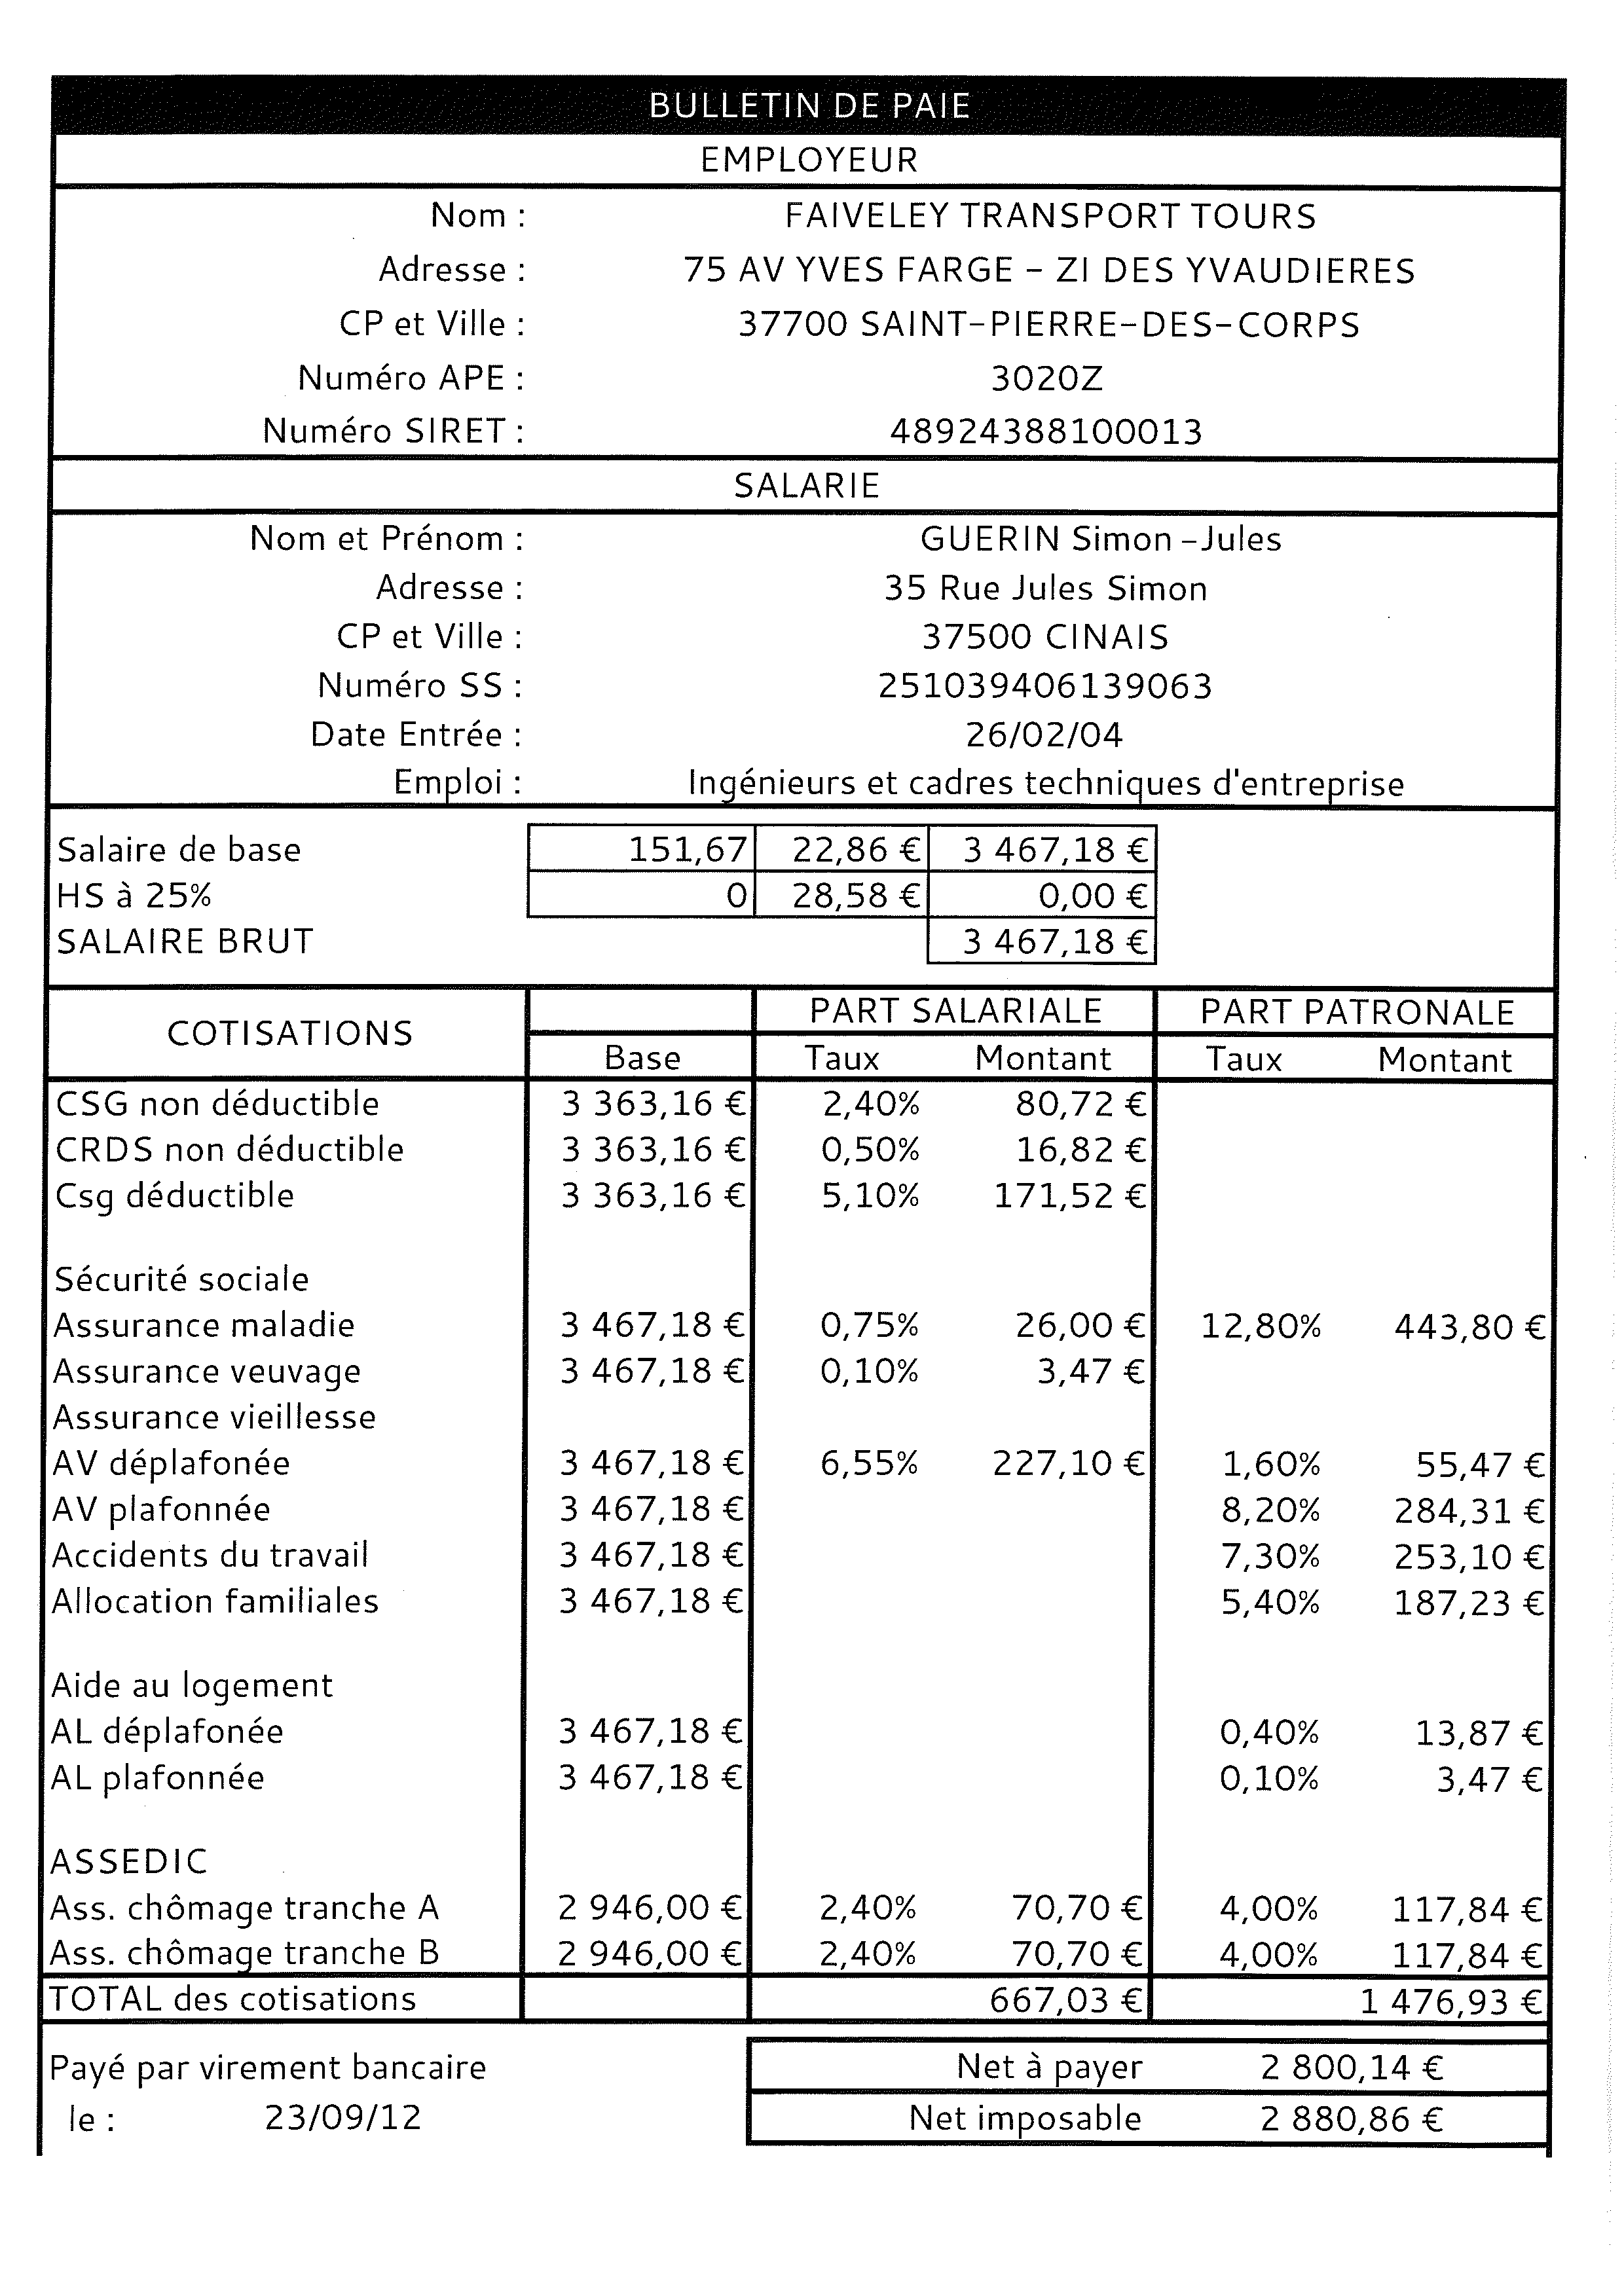 BULLETIN DE PAIE
EMPLOYEUR
Nom : FAIVELEY TRANSPORT TOURS
Adresse : 75 AV YVES FARGE - ZI DES YVAUDIERES
CP et Ville : 37700 SAINT-PIERRE-DES-CORPS
Numéro APE : 3020Z
Numéro SIRET : 48924388100013
SALARIE
Nom et Prénom : GUERIN Simon -Jules
Adresse : 35 Rue Jules Simon
CP et Ville : 37500 CINAIS
Numéro SS : 251039406139063
Date Entrée : 26/02/04
Emploi : Ingénieurs et cadres techniques d'entreprise
Salaire de base 151,67 22,86 € 3 467,18 €
HS à 25% 0 28,58 € 0,00 €
SALAIRE BRUT 3 467,18 €
COTISATIONS PART SALARIALE PART PATRONALE
Base Taux Montant Taux Montant
CSG non déductible 3 363,16 € 2,40% 80,72 €
CRDS non déductible 3 363,16 € 0,50% 16,82 €
Csg déductible 3 363,16 € 5,10% 171,52 €
Sécurité sociale
Assurance maladie 3 467,18 € 0,75% 26,00 € 12,80% 443,80 €
Assurance veuvage 3 467,18 € 0,10% 3,47 €
Assurance vieillesse
AV déplafonée 3 467,18 € 6,55% 227,10 € 1,60% 55,47 €
AV plafonnée 3 467,18 € 8,20% 284,31 €
Accidents du travail 3 467,18 € 7,30% 253,10 €
Allocation familiales 3 467,18 € 5,40% 187,23 €
Aide au logement
AL déplafonée 3 467,18 € 0,40% 13,87 €
AL plafonnée 3 467,18 € 0,10% 3,47 €
ASSEDIC
Ass. chômage tranche A 2 946,00 € 2,40% 70,70 € 4,00% 117,84 €
Ass. chômage tranche B 2 946,00 € 2,40% 70,70 € 4,00% 117,84 €
TOTAL des cotisations 667,03 € 1 476,93 €
Payé par virement bancaire Net à payer 2 800,14 €
le : 23/09/12 Net imposable 2 880,86 €